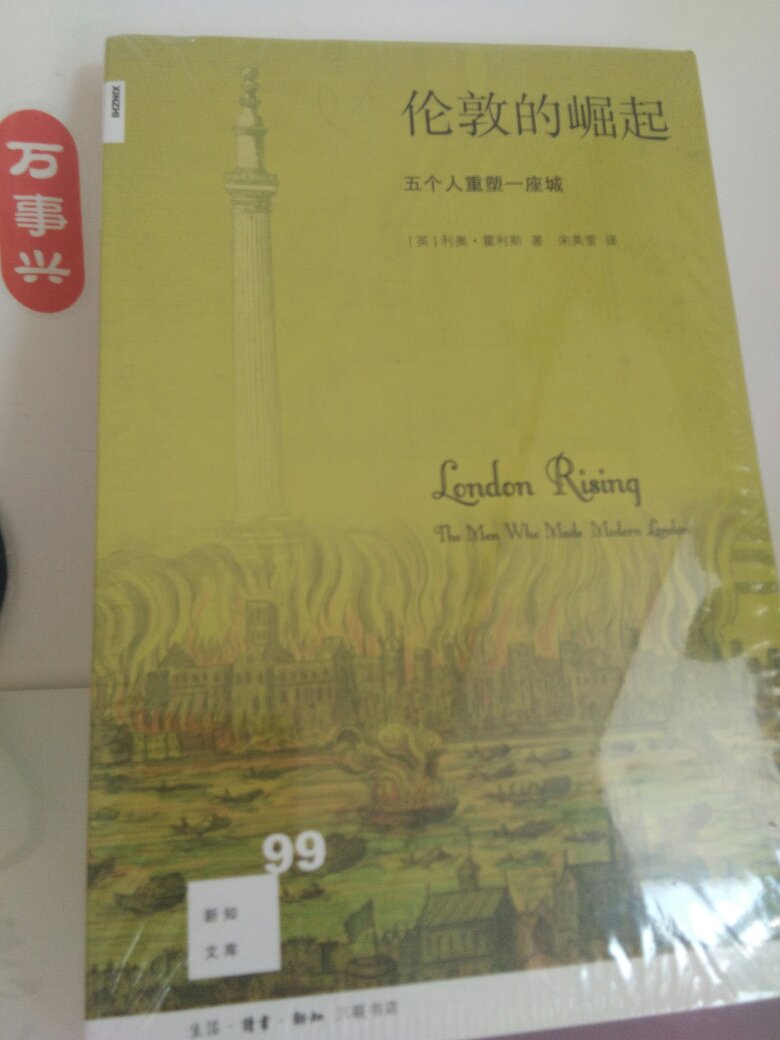 XINZHI
伦敦的崛起
五个人重塑一座城
［英］利奥·霍利斯 著 宋美莹 译
万事兴
London Rising
The Men Who Made Modern London
99
新知
文库
生活·读书·新知 三联书店